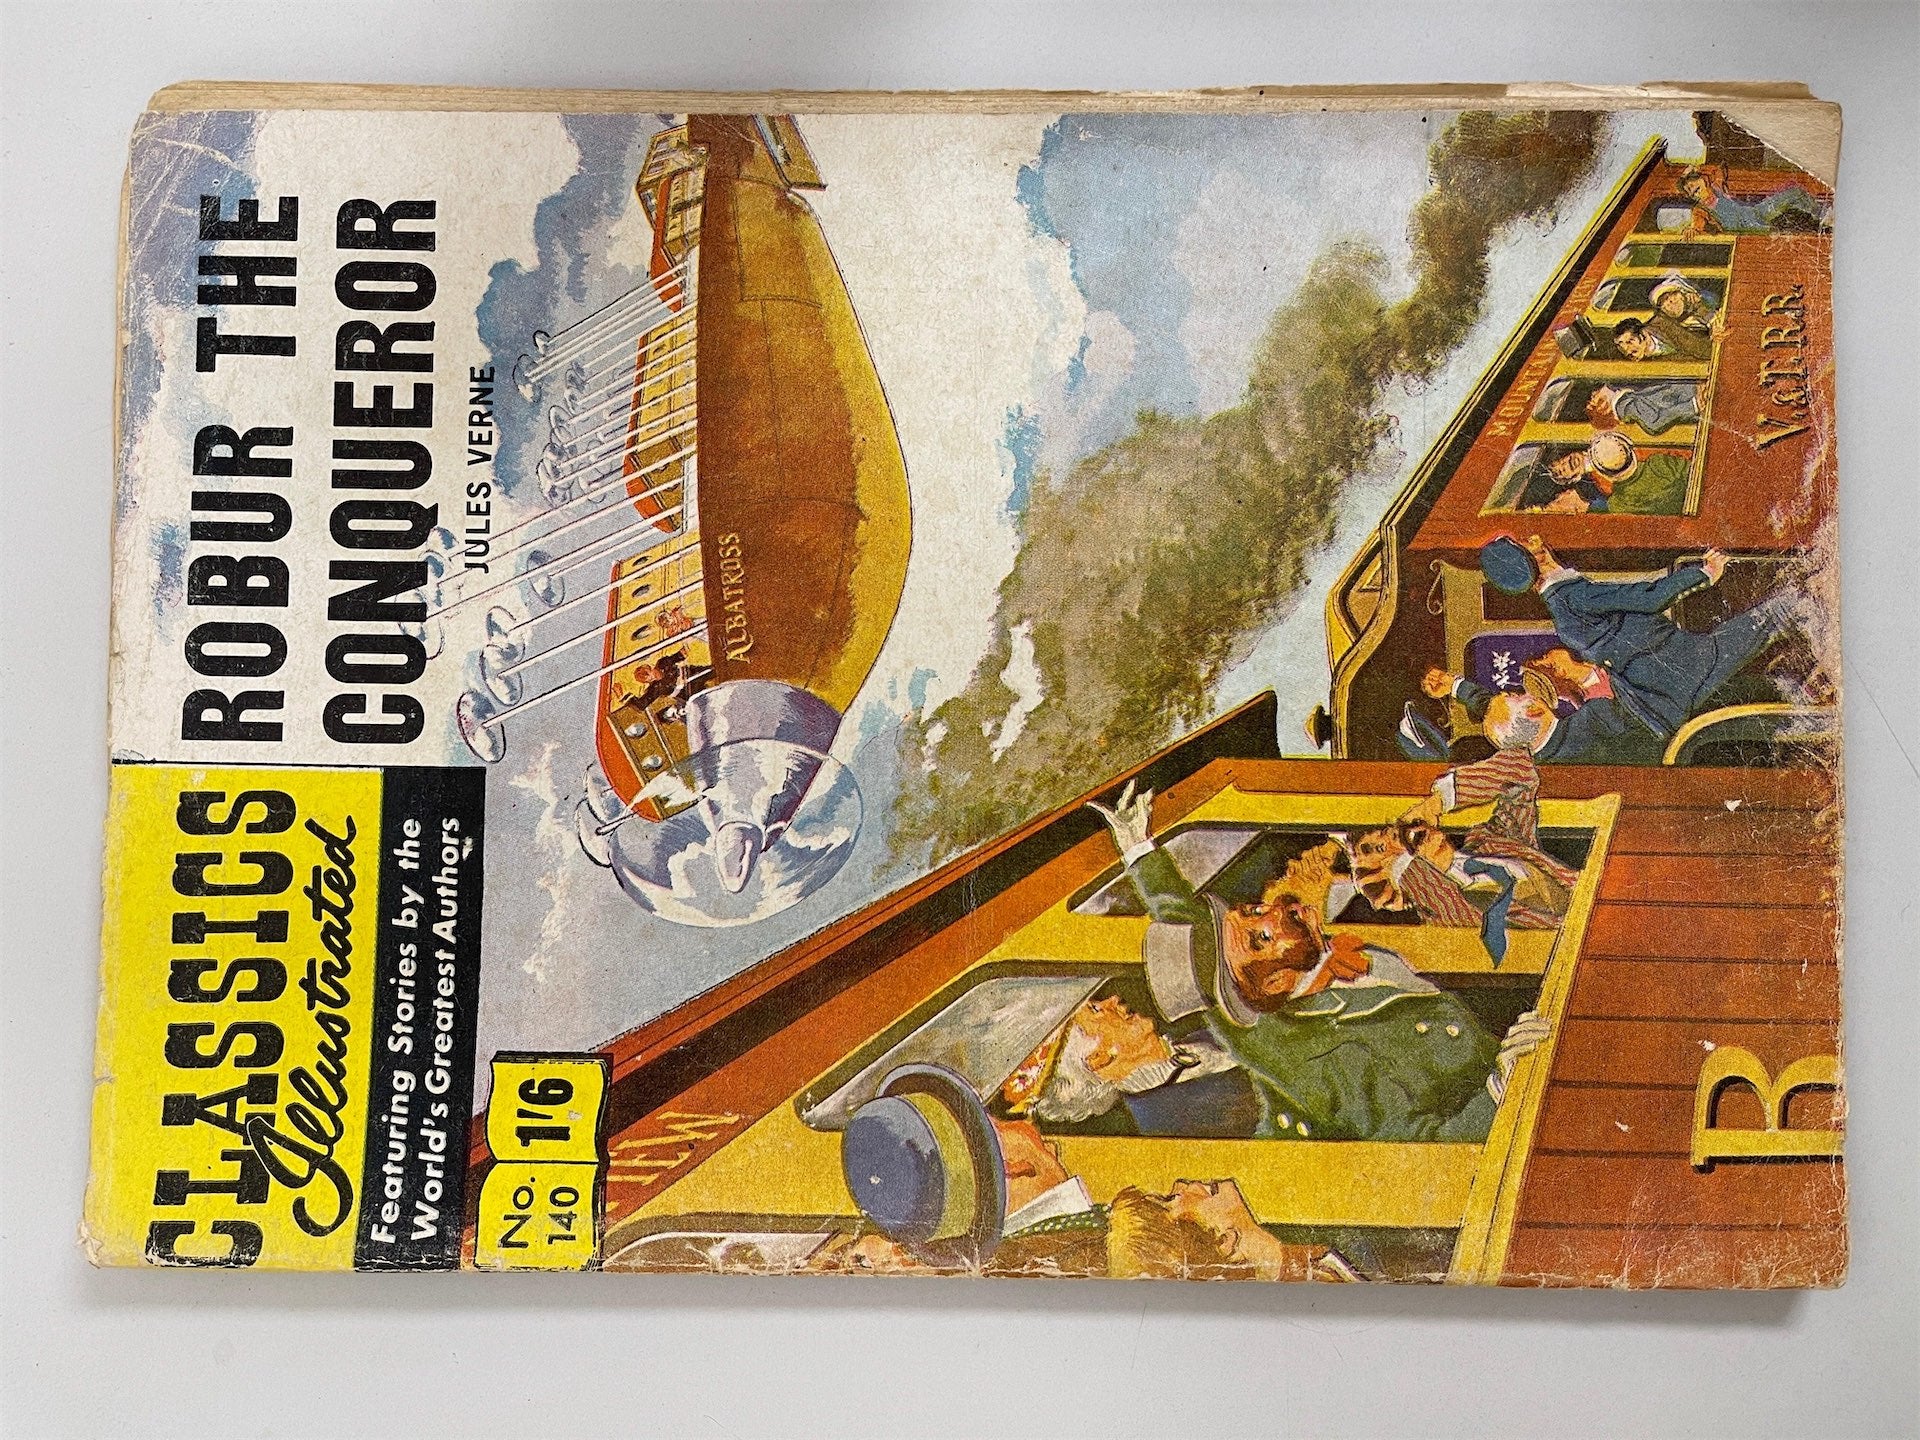 CLASSICS
Illustrated
Featuring Stories by the
World's Greatest Authors
No.
140
1'6
ROBUR THE
CONQUEROR
JULES VERNE
ALBATROSS
MOUNTAIN
V.&T.R.R.
B